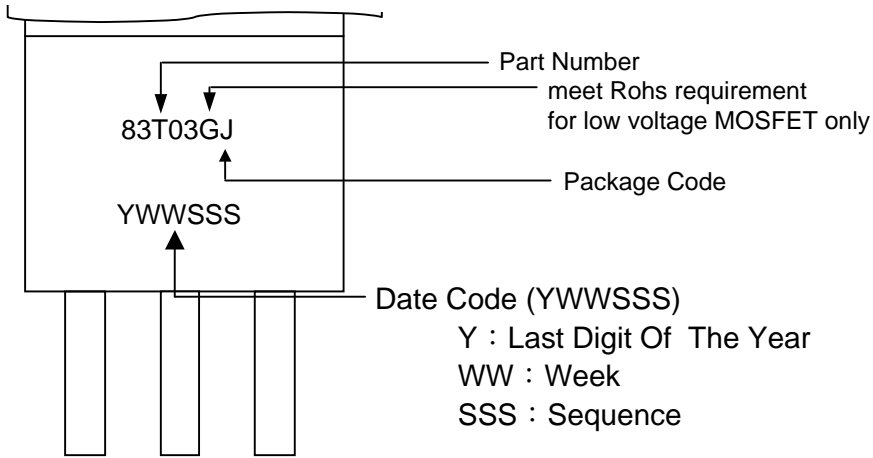 Part Number
meet Rohs requirement
for low voltage MOSFET only
83T03GJ
Package Code
YWWSSS
Date Code (YWWSSS)
Y：Last Digit Of The Year
WW：Week
SSS：Sequence